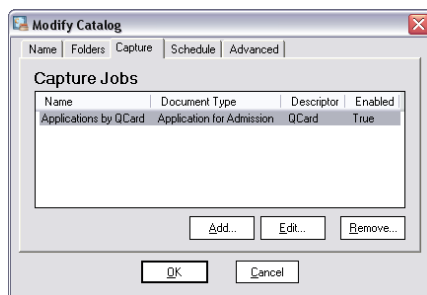 Modify Catalog
Name Folders Capture Schedule Advanced
Capture Jobs
Name Document Type Descriptor Enabled
Applications by QCard Application for Admission QCard True
Add... Edit... Remove...
OK Cancel